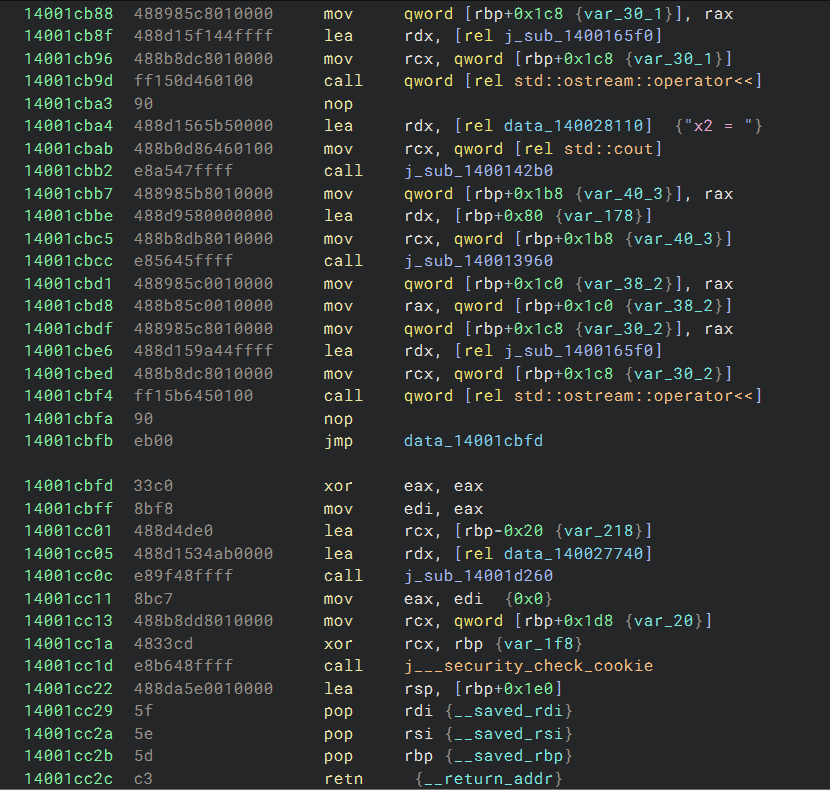 14001cb88  488985c8010000     mov     qword [rbp+0x1c8 {var_30_1}], rax
14001cb8f  488d15f144ffff     lea     rdx, [rel j_sub_1400165f0]
14001cb96  488b8dc8010000     mov     rcx, qword [rbp+0x1c8 {var_30_1}]
14001cb9d  ff150d460100       call    qword [rel std::ostream::operator<<]
14001cba3  90                 nop
14001cba4  488d1565b50000     lea     rdx, [rel data_140028110]  {"x2 = "}
14001cbab  488b0d86460100     mov     rcx, qword [rel std::cout]
14001cbb2  e8a547ffff         call    j_sub_1400142b0
14001cbb7  488985b8010000     mov     qword [rbp+0x1b8 {var_40_3}], rax
14001cbbe  488d9580000000     lea     rdx, [rbp+0x80 {var_178}]
14001cbc5  488b8db8010000     mov     rcx, qword [rbp+0x1b8 {var_40_3}]
14001cbcc  e85645ffff         call    j_sub_140013960
14001cbd1  488985c0010000     mov     qword [rbp+0x1c0 {var_38_2}], rax
14001cbd8  488b85c0010000     mov     rax, qword [rbp+0x1c0 {var_38_2}]
14001cbdf  488985c8010000     mov     qword [rbp+0x1c8 {var_30_2}], rax
14001cbe6  488d159a44ffff     lea     rdx, [rel j_sub_1400165f0]
14001cbed  488b8dc8010000     mov     rcx, qword [rbp+0x1c8 {var_30_2}]
14001cbf4  ff15b6450100       call    qword [rel std::ostream::operator<<]
14001cbfa  90                 nop
14001cbfb  eb00               jmp     data_14001cbfd
14001cbfd  33c0               xor     eax, eax
14001cbff  8bf8               mov     edi, eax
14001cc01  488d4de0           lea     rcx, [rbp-0x20 {var_218}]
14001cc05  488d1534ab0000     lea     rdx, [rel data_140027740]
14001cc0c  e89f48ffff         call    j_sub_14001d260
14001cc11  8bc7               mov     eax, edi  {0x0}
14001cc13  488b8dd8010000     mov     rcx, qword [rbp+0x1d8 {var_20}]
14001cc1a  4833cd             xor     rcx, rbp {var_1f8}
14001cc1d  e8b648ffff         call    j___security_check_cookie
14001cc22  488da5e0010000     lea     rsp, [rbp+0x1e0]
14001cc29  5f                 pop     rdi {__saved_rdi}
14001cc2a  5e                 pop     rsi {__saved_rsi}
14001cc2b  5d                 pop     rbp {__saved_rbp}
14001cc2c  c3                 retn     {__return_addr}